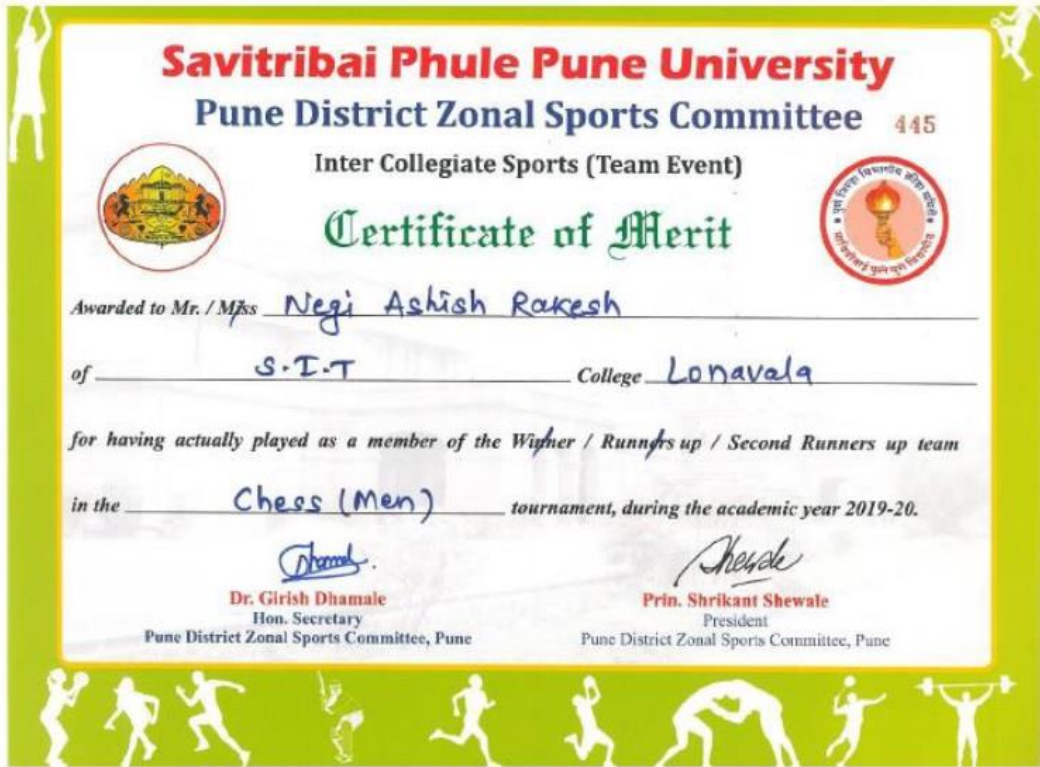 Savitribai Phule Pune University
Pune District Zonal Sports Committee 445
Inter Collegiate Sports (Team Event)
Certificate of Merit
पुणे जिल्हा विभागीय क्रीडा समिती
सावित्रीबाई फुले पुणे विद्यापीठ
Awarded to Mr. / Miss Negi Ashish Rakesh
of S.I.T College Lonavala
for having actually played as a member of the Winner / Runners up / Second Runners up team
in the Chess (Men) tournament, during the academic year 2019-20.
Dhamal.
Shewale
Dr. Girish Dhamale
Hon. Secretary
Pune District Zonal Sports Committee, Pune
Prin. Shrikant Shewale
President
Pune District Zonal Sports Committee, Pune